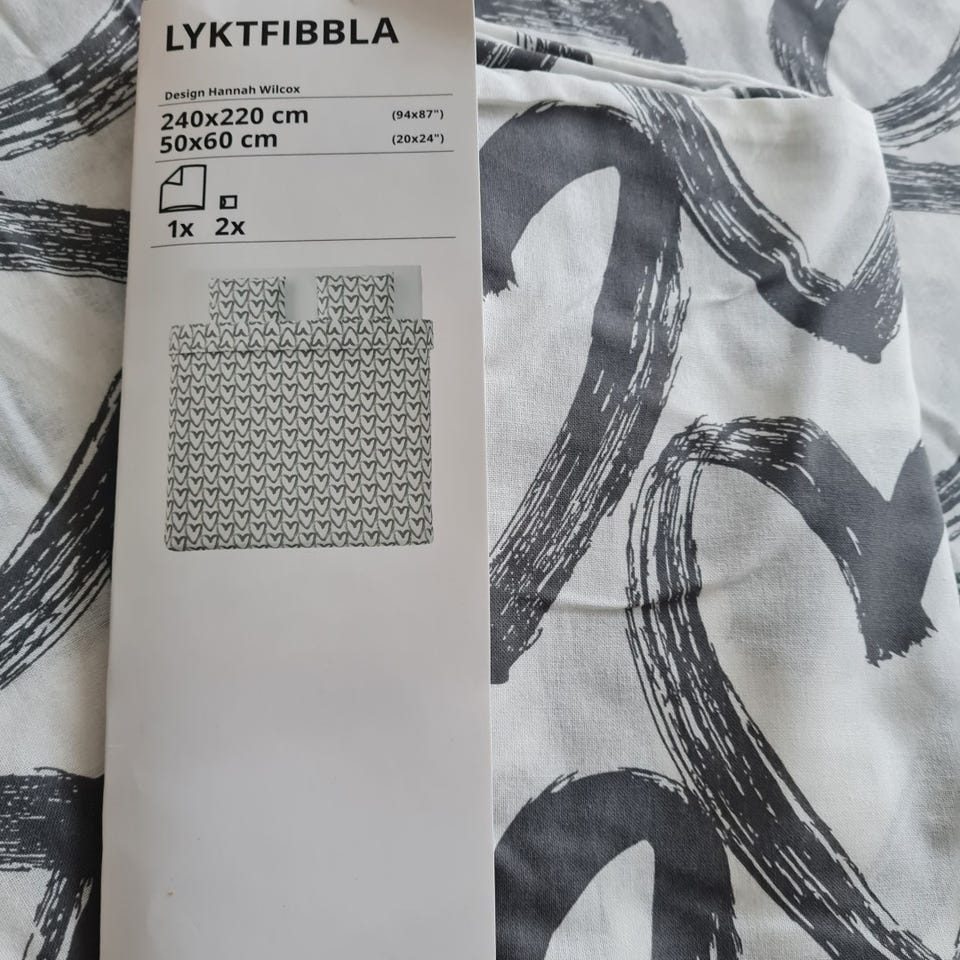 LYKTFIBBLA
Design Hannah Wilcox
240x220 cm (94x87")
50x60 cm (20x24")
1x 2x